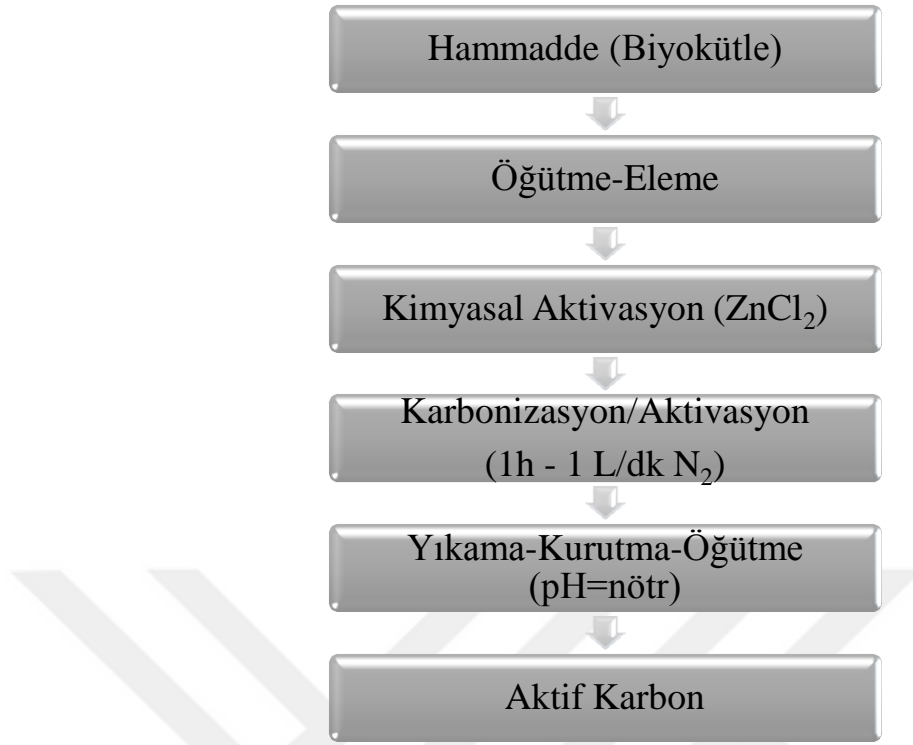 Hammadde (Biyokütle)
Öğütme-Eleme
Kimyasal Aktivasyon (ZnCl₂)
Karbonizasyon/Aktivasyon
(1h - 1 L/dk N₂)
Yıkama-Kurutma-Öğütme
(pH=nötr)
Aktif Karbon